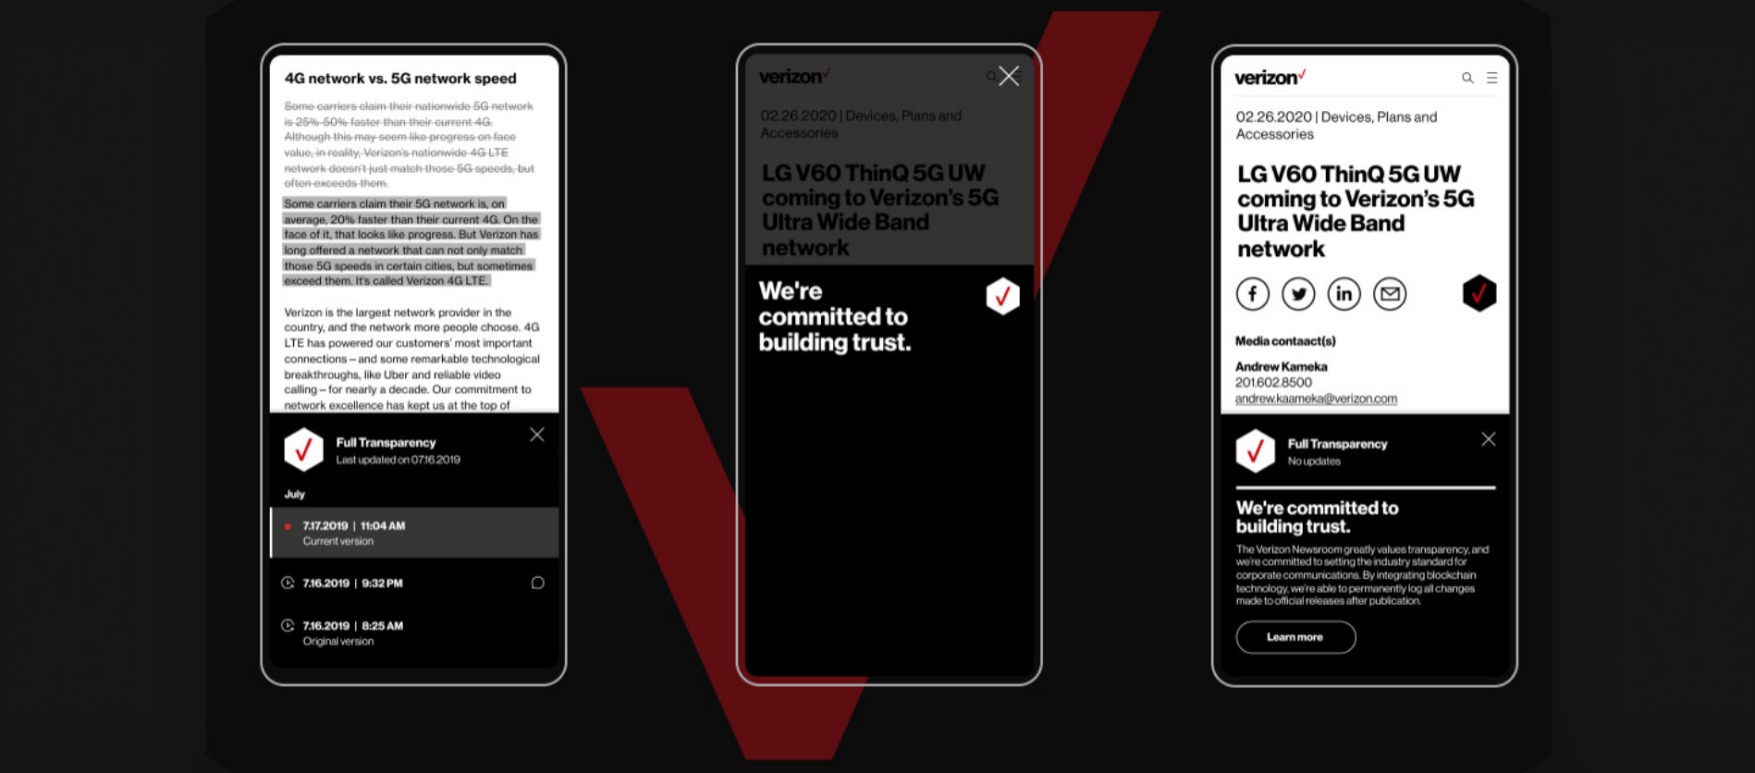 4G network vs. 5G network speed
Some carriers claim their nationwide 5G network
is 25%-50% faster than their current 4G.
Although this may seem like progress on face
value, in reality, Verizon's nationwide 4G LTE
network doesn't just match those 5G speeds, but
often exceeds them.
Some carriers claim their 5G network is, on
average, 20% faster than their current 4G. On the
face of it, that looks like progress. But Verizon has
long offered a network that can not only match
those 5G speeds in certain cities, but sometimes
exceed them. It's called Verizon 4G LTE.
Verizon is the largest network provider in the
country, and the network more people choose. 4G
LTE has powered our customers' most important
connections – and some remarkable technological
breakthroughs, like Uber and reliable video
calling – for nearly a decade. Our commitment to
network excellence has kept us at the top of
Full Transparency
Last updated on 07.16.2019
July
7.17.2019 | 11:04 AM
Current version
7.16.2019 | 9:32 PM
7.16.2019 | 8:25 AM
Original version
verizon
02.26.2020 | Devices, Plans and
Accessories
LG V60 ThinQ 5G UW
coming to Verizon's 5G
Ultra Wide Band
network
We're
committed to
building trust.
verizon
02.26.2020 | Devices, Plans and
Accessories
LG V60 ThinQ 5G UW
coming to Verizon's 5G
Ultra Wide Band
network
Media contaact(s)
Andrew Kameka
201.602.8500
andrew.kaameka@verizon.com
Full Transparency
No updates
We're committed to
building trust.
The Verizon Newsroom greatly values transparency, and
we're committed to setting the industry standard for
corporate communications. By integrating blockchain
technology, we're able to permanently log all changes
made to official releases after publication.
Learn more